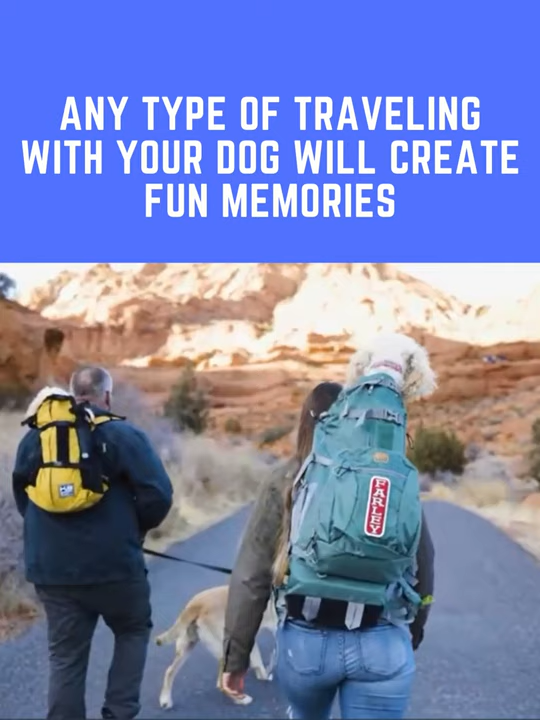 ANY TYPE OF TRAVELING
WITH YOUR DOG WILL CREATE
FUN MEMORIES
FARLEY